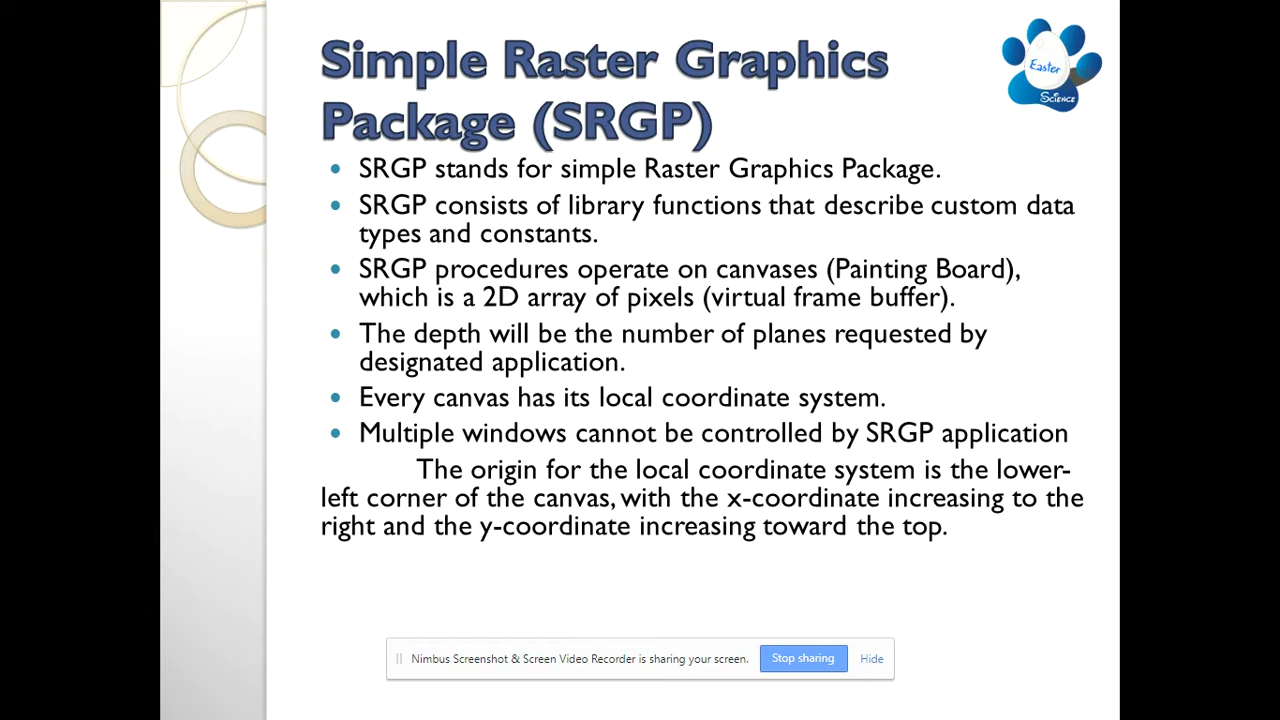 Simple Raster Graphics
Package (SRGP)
Easter
Science
• SRGP stands for simple Raster Graphics Package.
• SRGP consists of library functions that describe custom data
types and constants.
• SRGP procedures operate on canvases (Painting Board),
which is a 2D array of pixels (virtual frame buffer).
• The depth will be the number of planes requested by
designated application.
• Every canvas has its local coordinate system.
• Multiple windows cannot be controlled by SRGP application
The origin for the local coordinate system is the lower-
left corner of the canvas, with the x-coordinate increasing to the
right and the y-coordinate increasing toward the top.
Nimbus Screenshot & Screen Video Recorder is sharing your screen. Stop sharing Hide